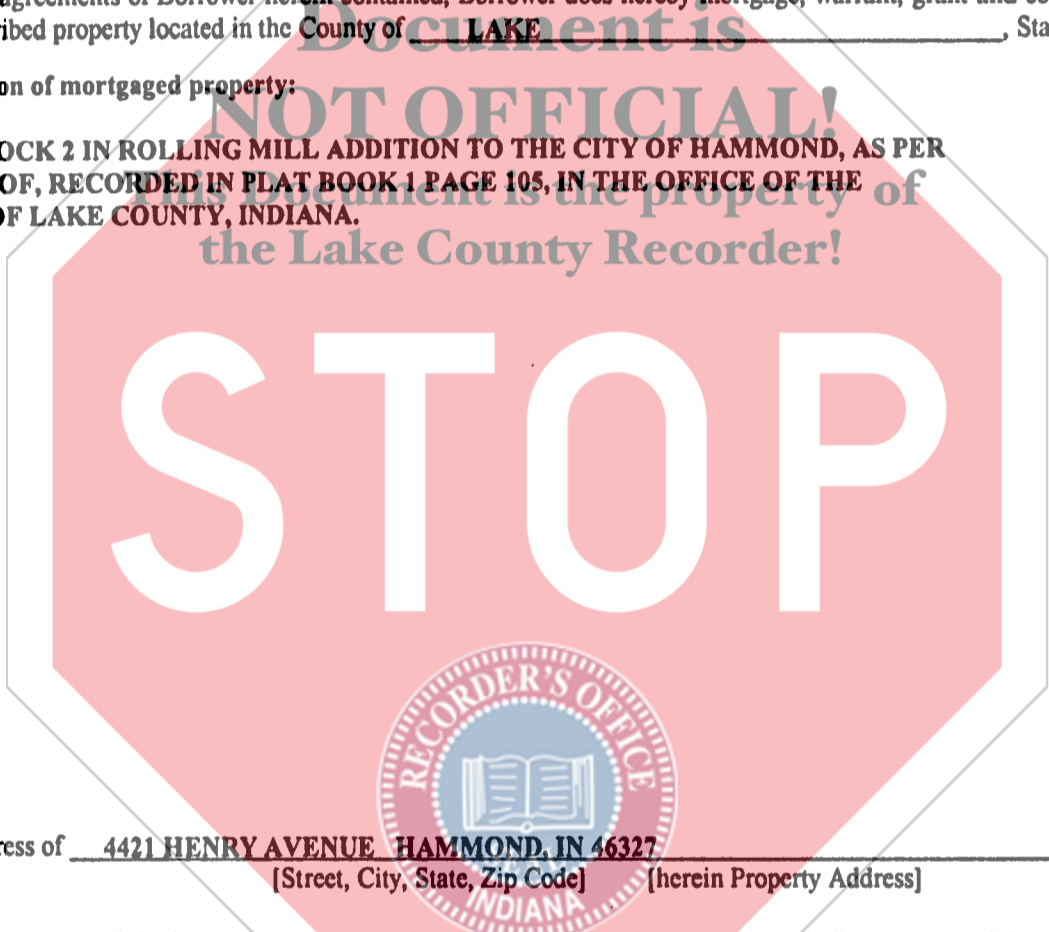 agreements of Borrower herein contained, Borrower does hereby mortgage, warrant, grant and
ibed property located in the County of LAKE, Sta
on of mortgaged property:
OCK 2 IN ROLLING MILL ADDITION TO THE CITY OF HAMMOND, AS PER
OF, RECORDED IN PLAT BOOK 1 PAGE 105, IN THE OFFICE OF THE
OF LAKE COUNTY, INDIANA.
Document is
NOT OFFICIAL!
This Document is the property of
the Lake County Recorder!
STOP
RECORDER'S OFFICE
SEAL
INDIANA
ress of 4421 HENRY AVENUE HAMMOND, IN 46327
[Street, City, State, Zip Code] [herein Property Address]